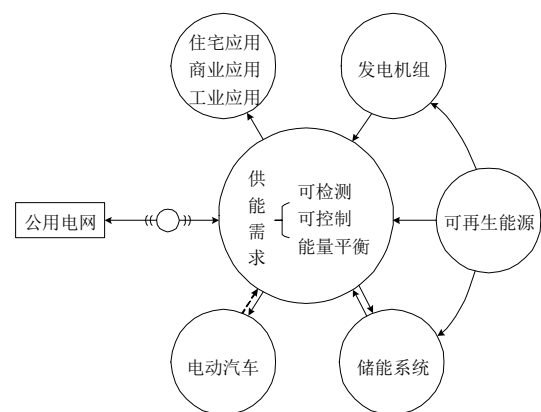 住宅应用
商业应用
工业应用
发电机组
供能需求
可检测
可控制
能量平衡
公用电网
可再生能源
电动汽车
储能系统